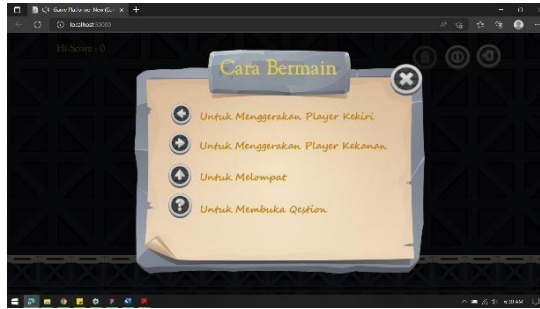 localhost:
Hi-Score : 0
Cara Bermain
Untuk Menggerakan Player Kekiri
Untuk Menggerakan Player Kekanan
Untuk Melompat
Untuk Membuka Qestion